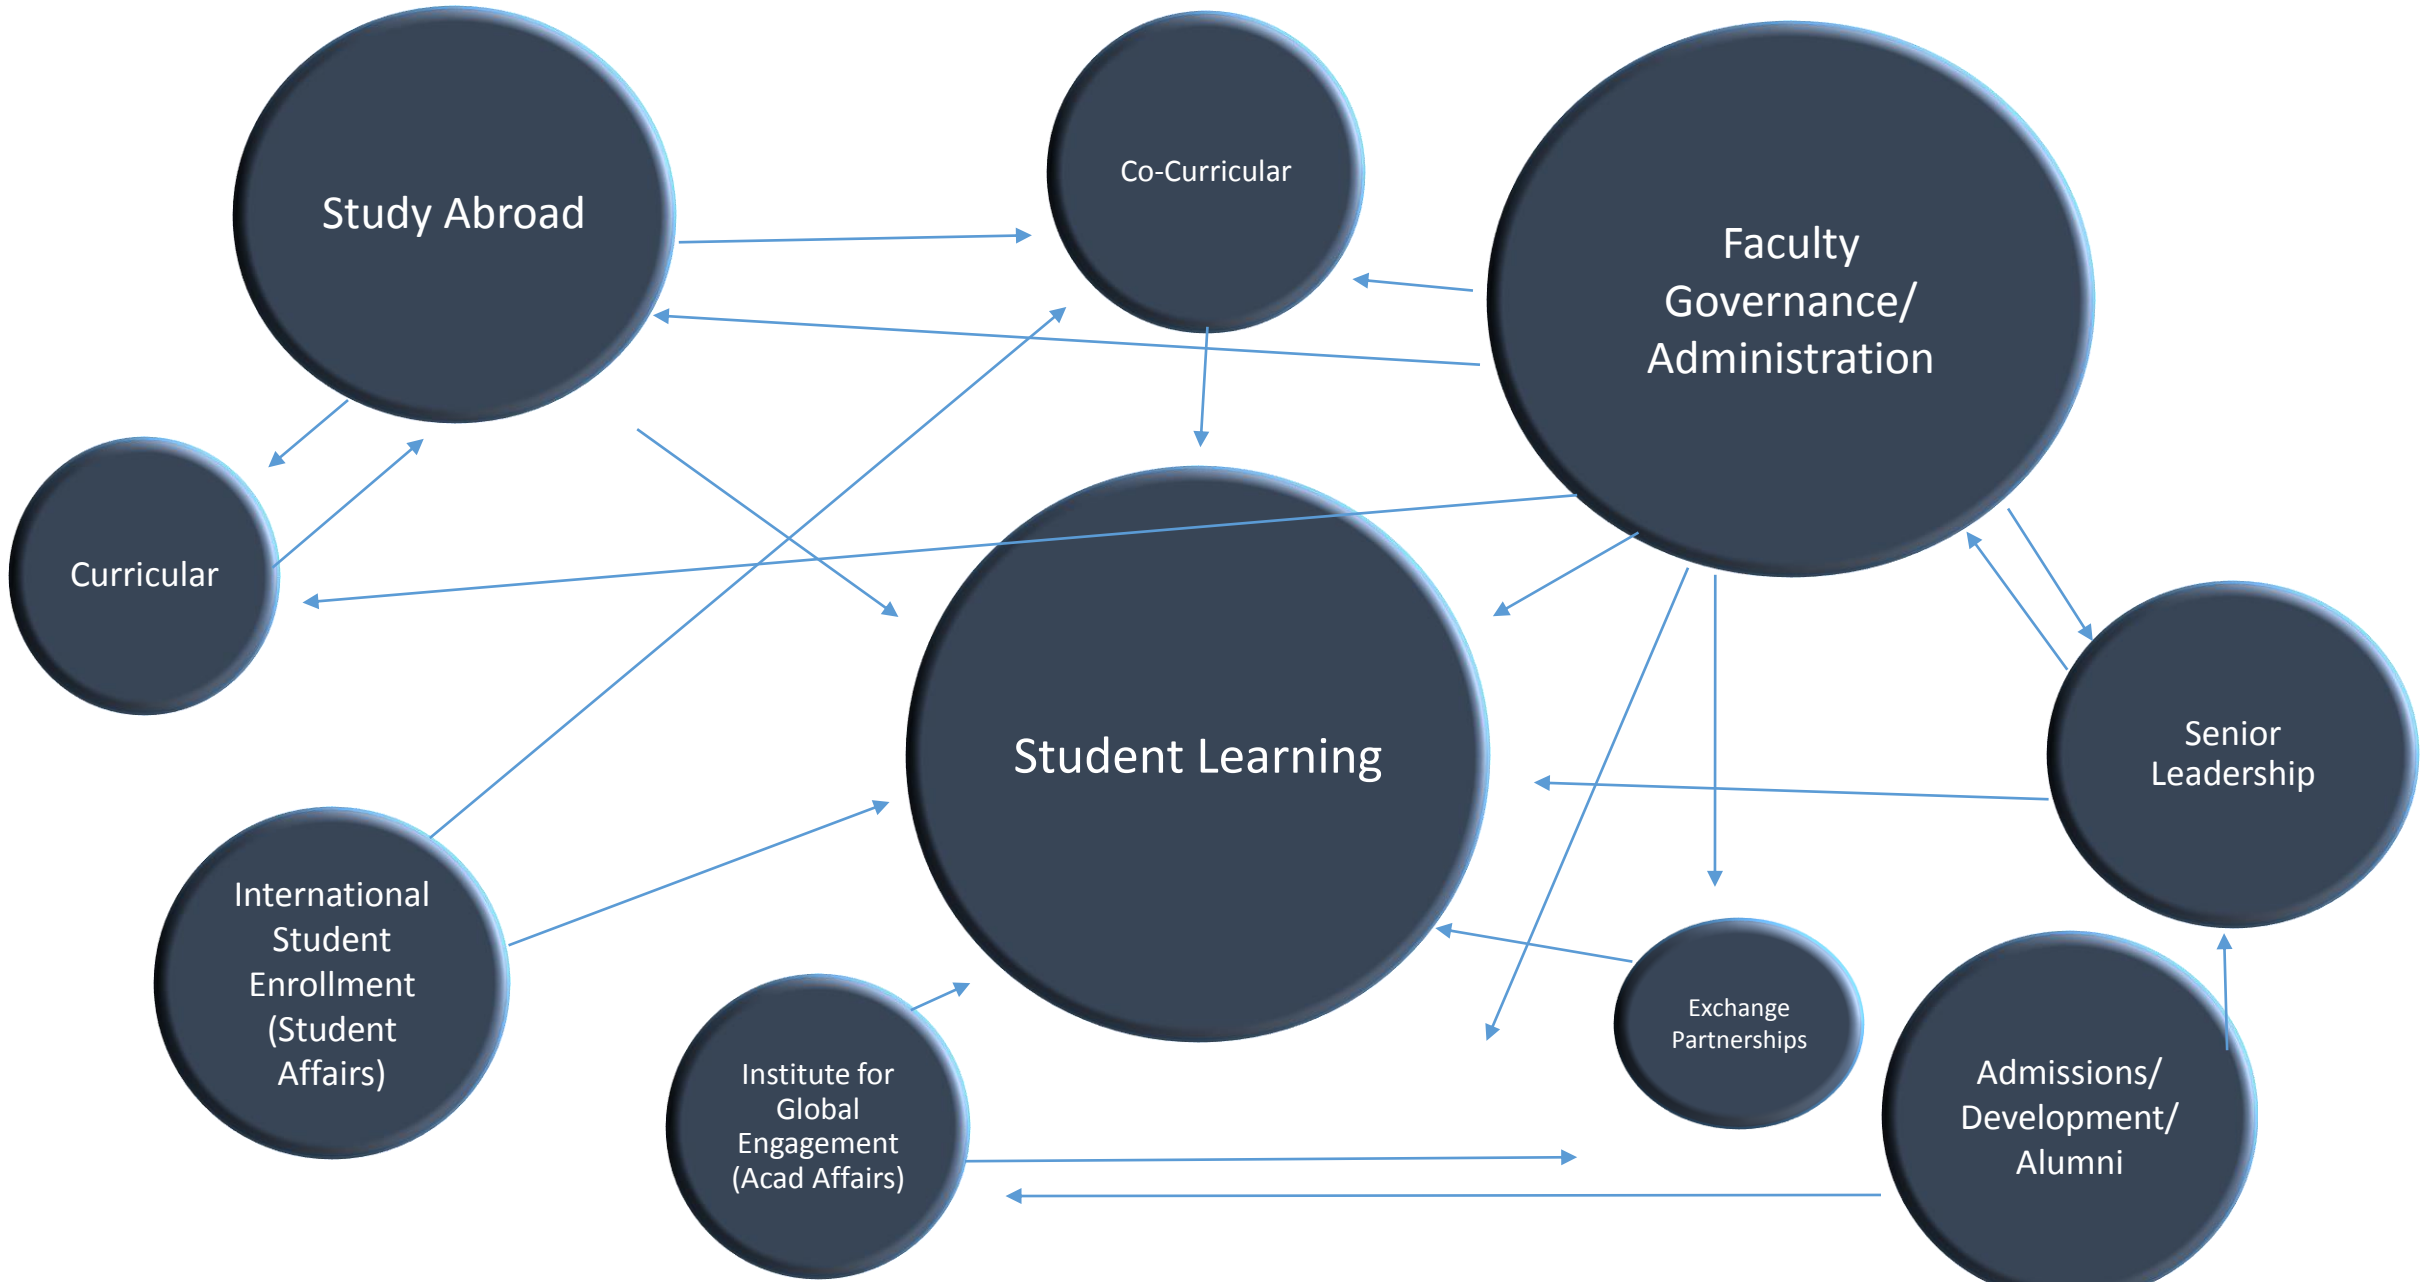 Study Abroad
Co-Curricular
Faculty
Governance/
Administration
Curricular
Student Learning
Senior
Leadership
International
Student
Enrollment
(Student
Affairs)
Institute for
Global
Engagement
(Acad Affairs)
Exchange
Partnerships
Admissions/
Development/
Alumni